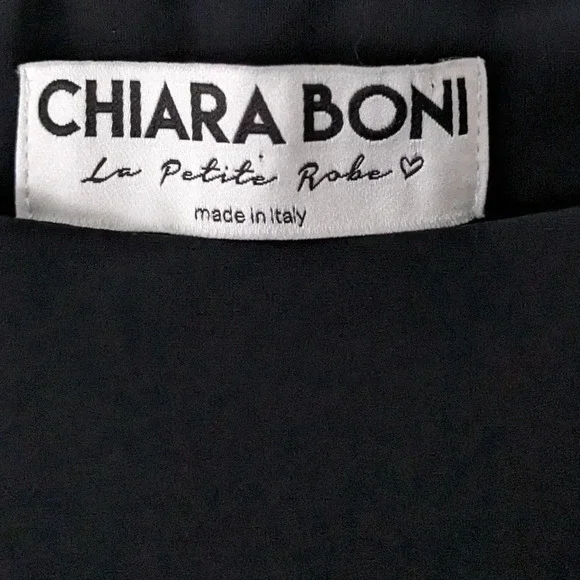 CHIARA BONI
La Petite Robe ♡
made in Italy